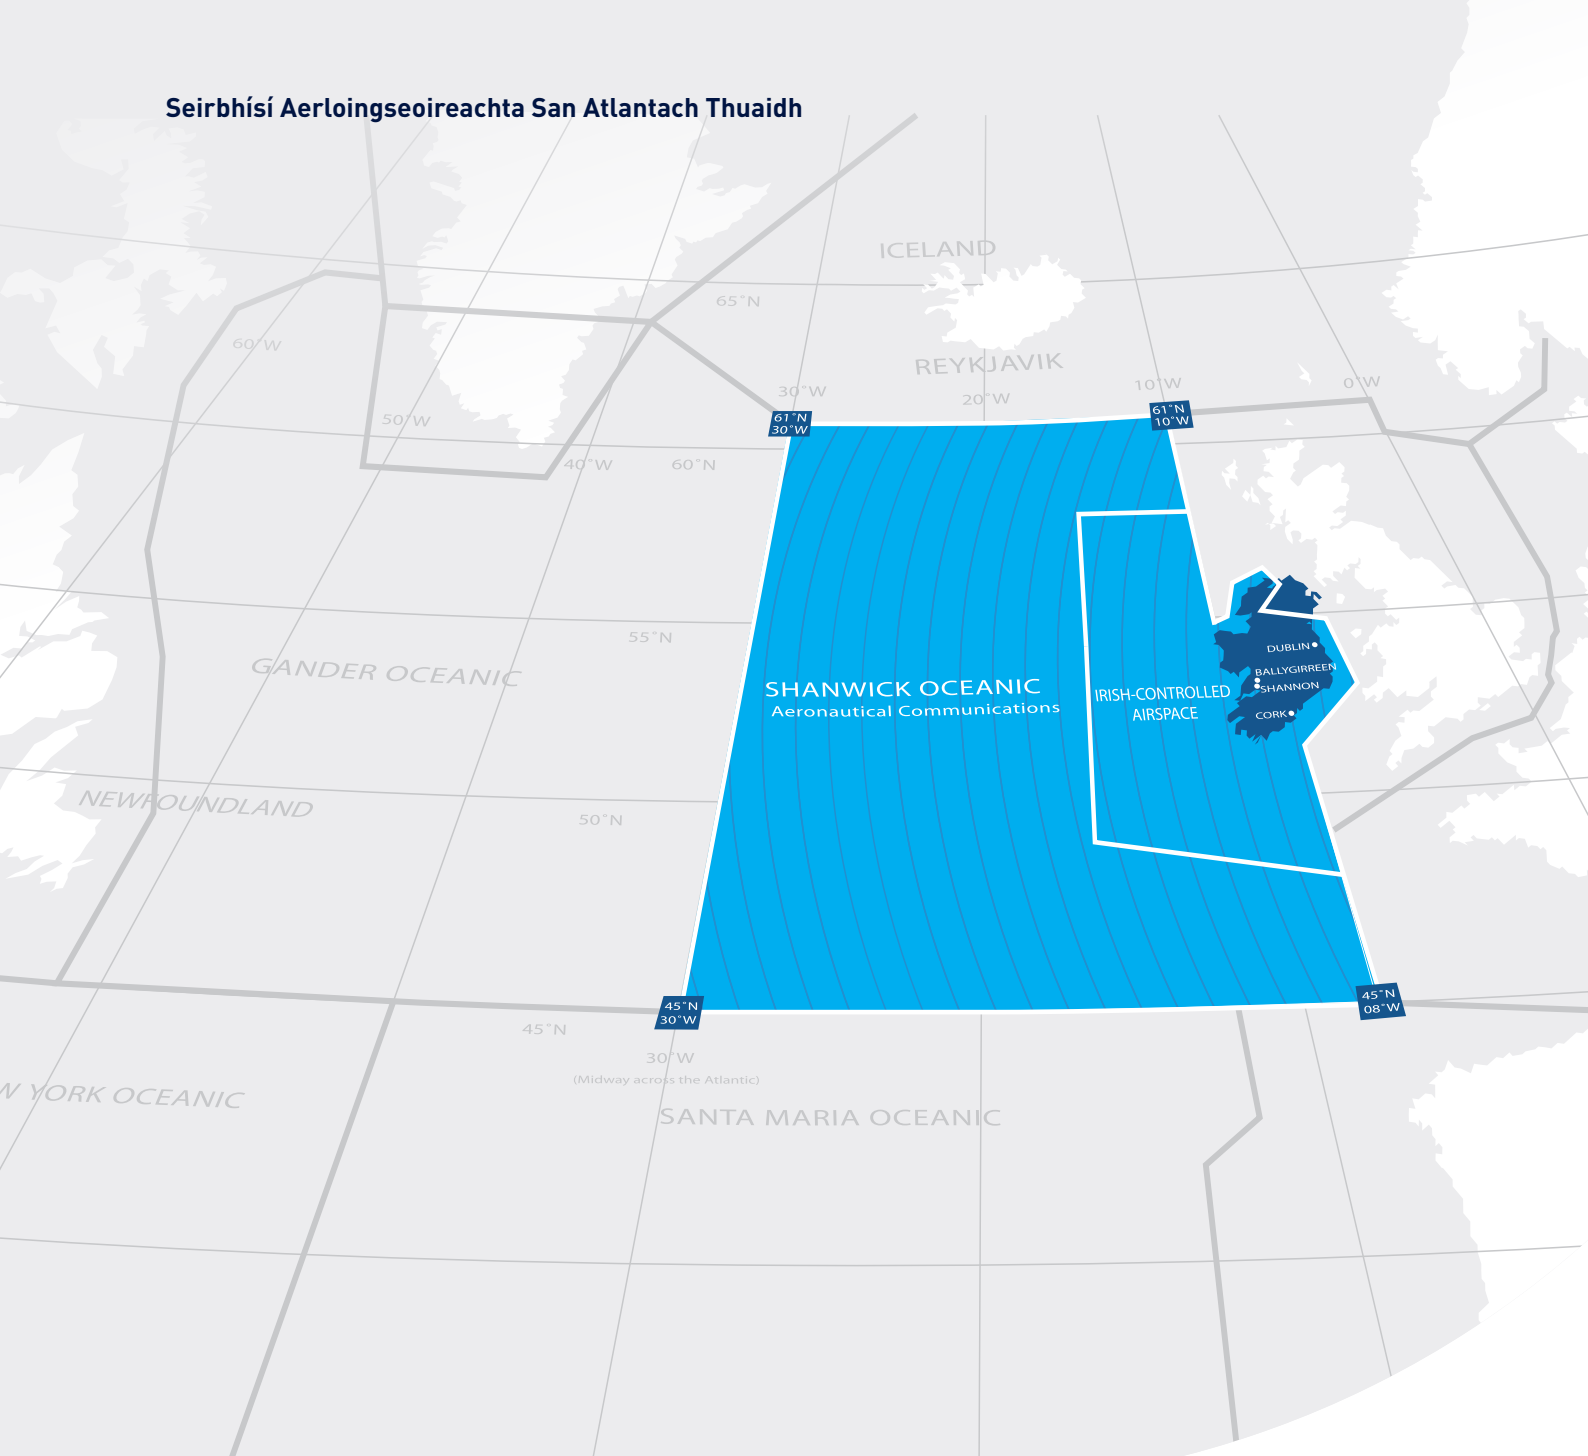 Seirbhísí Aerloingseoireachta San Atlantach Thuaidh
ICELAND
65˚N
60˚W
REYKJAVIK
30˚W
20˚W
10˚W
0˚W
50˚W
61˚N
30˚W
61˚N
10˚W
40˚W
60˚N
55˚N
DUBLIN
GANDER OCEANIC
BALLYGIRREEN
SHANWICK OCEANIC
Aeronautical Communications
IRISH-CONTROLLED
AIRSPACE
SHANNON
CORK
NEWFOUNDLAND
50˚N
45˚N
30˚W
45˚N
08˚W
45˚N
30˚W
(Midway across the Atlantic)
W YORK OCEANIC
SANTA MARIA OCEANIC